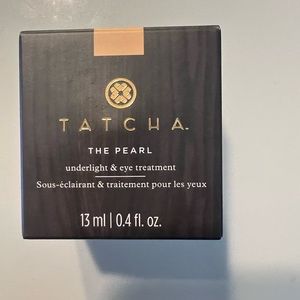 TATCHA.
THE PEARL
underlight & eye treatment
Sous-éclairant & traitement pour les yeux
13 ml | 0.4 fl. oz.